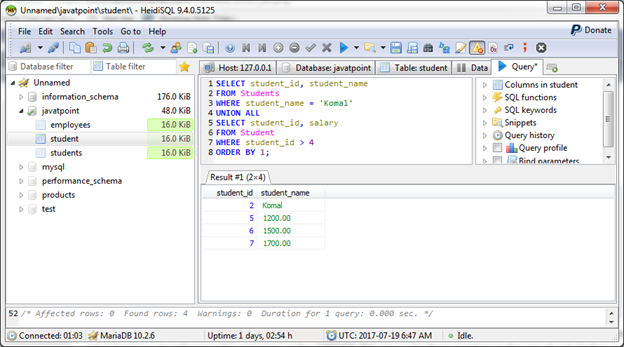 Unnamed\javatpoint\student\ - HeidiSQL 9.4.0.5125
File Edit Search Tools Go to Help
Donate
Database filter Table filter
Host: 127.0.0.1 Database: javatpoint Table: student Data Query*
Unnamed
information_schema 176.0 KiB
javatpoint 48.0 KiB
employees 16.0 KiB
student 16.0 KiB
students 16.0 KiB
mysql
performance_schema
products
test
1 SELECT student_id, student_name
2 FROM Students
3 WHERE student_name = 'Komal'
4 UNION ALL
5 SELECT student_id, salary
6 FROM Student
7 WHERE student_id > 4
8 ORDER BY 1;
Columns in student
SQL functions
SQL keywords
Snippets
Query history
Query profile
Bind parameters
Result #1 (2×4)
student_id student_name
2 Komal
5 1200.00
6 1500.00
7 1700.00
52 /* Affected rows: 0 Found rows: 4 Warnings: 0 Duration for 1 query: 0.000 sec. */
Connected: 01:03 MariaDB 10.2.6 Uptime: 1 days, 02:54 h UTC: 2017-07-19 6:47 AM Idle.